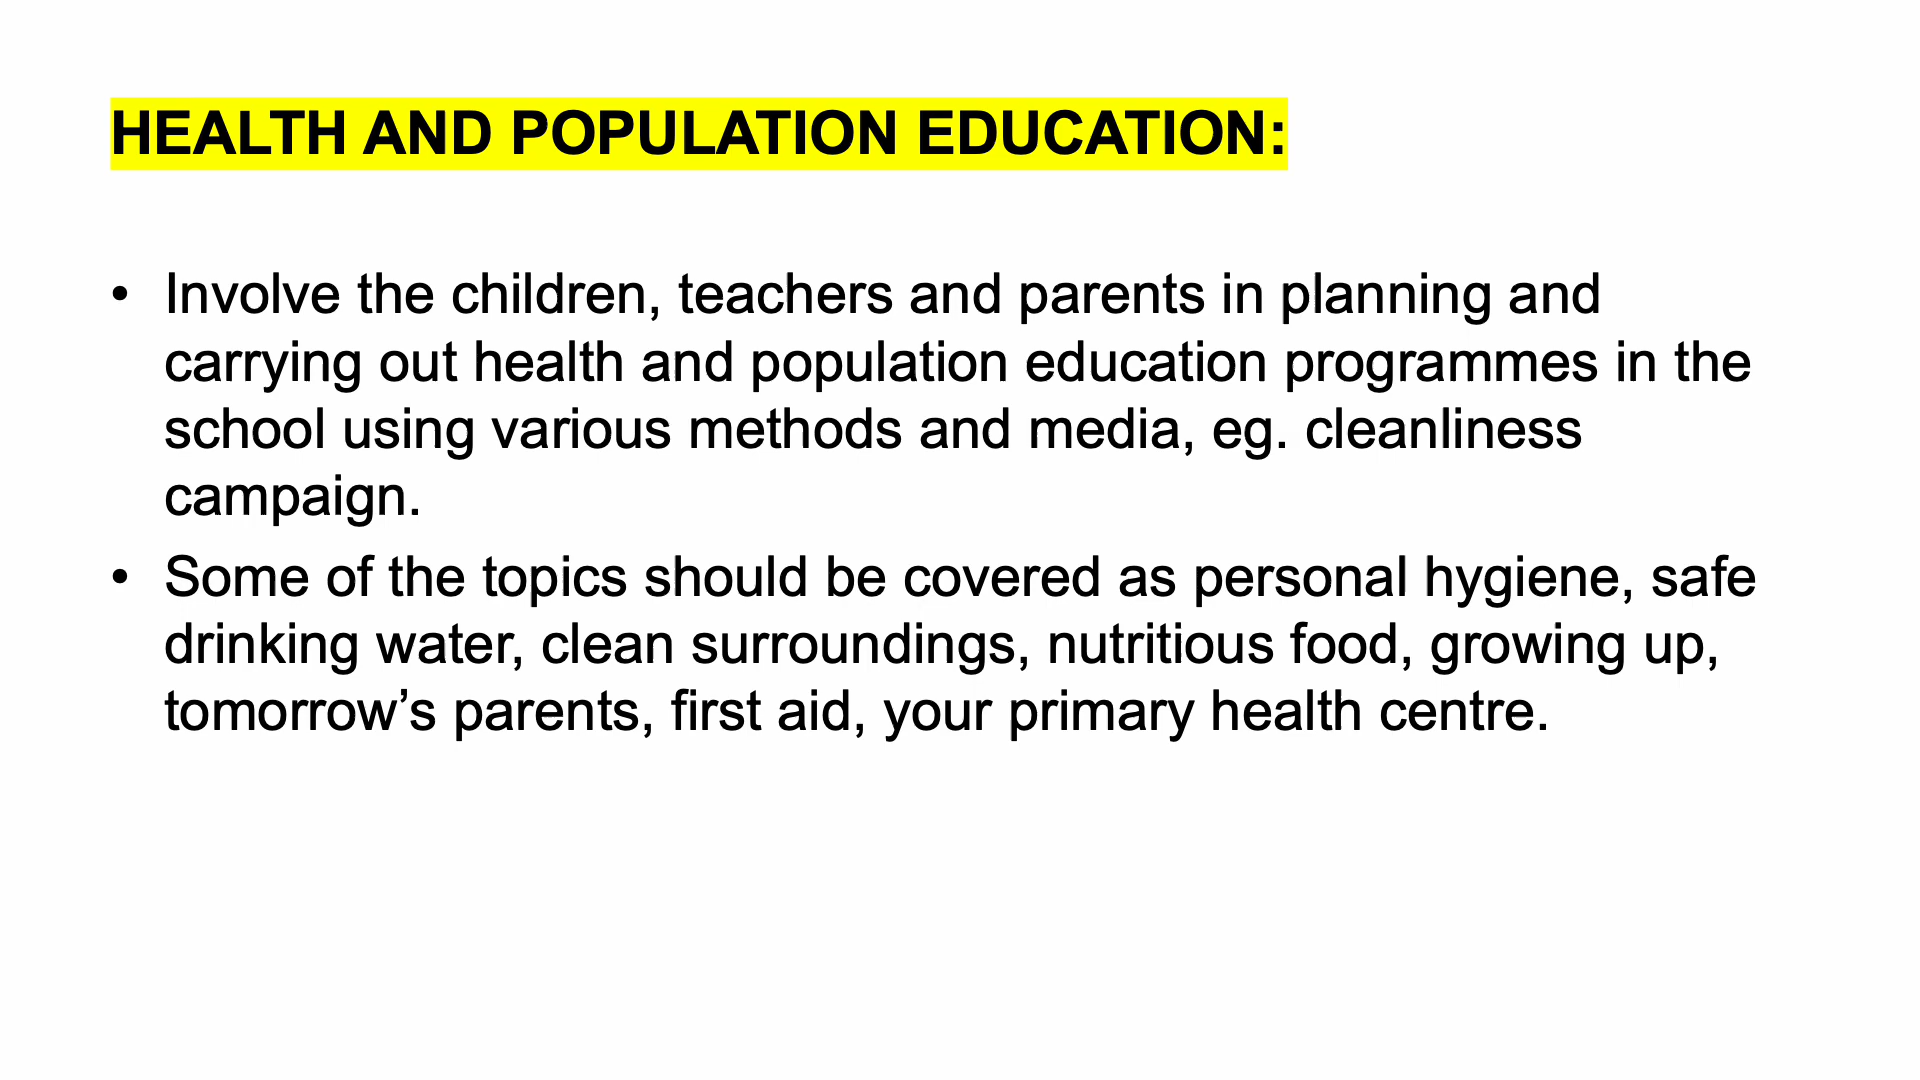 HEALTH AND POPULATION EDUCATION:
• Involve the children, teachers and parents in planning and
carrying out health and population education programmes in the
school using various methods and media, eg. cleanliness
campaign.
• Some of the topics should be covered as personal hygiene, safe
drinking water, clean surroundings, nutritious food, growing up,
tomorrow’s parents, first aid, your primary health centre.